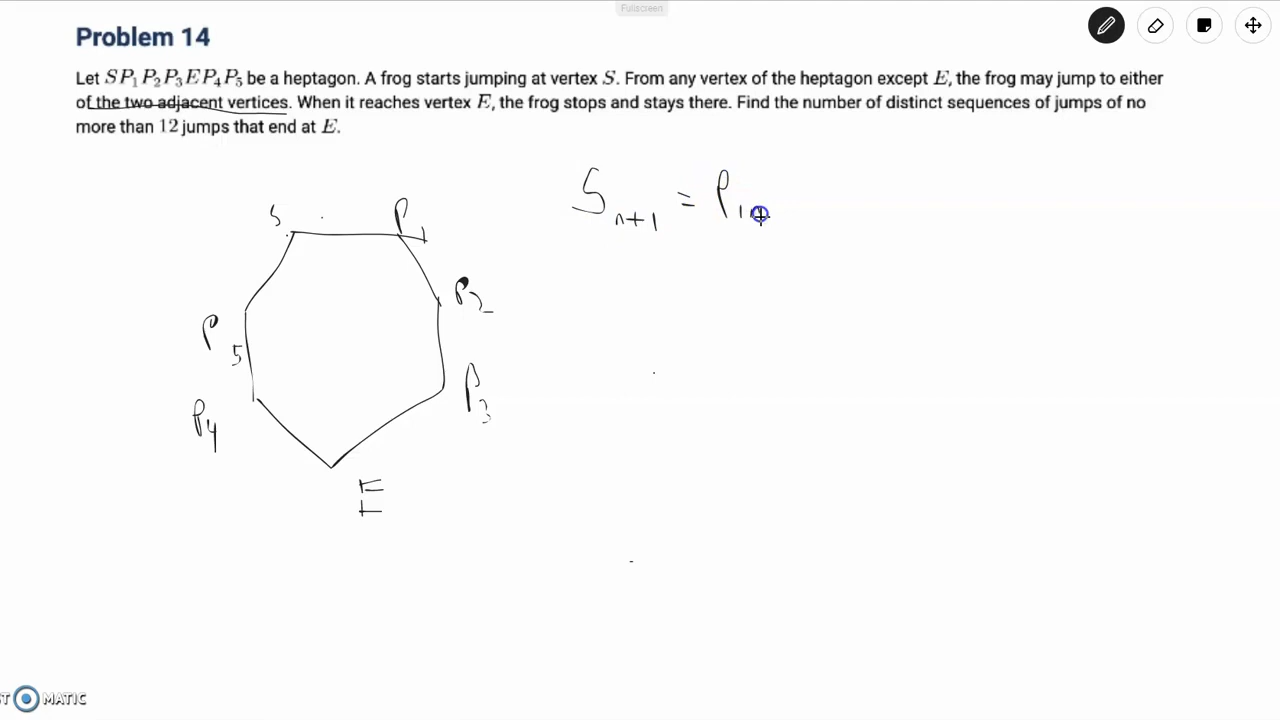 Fullscreen
Problem 14
Let SP₁P₂P₃EP₄P₅ be a heptagon. A frog starts jumping at vertex S. From any vertex of the heptagon except E, the frog may jump to either
of the two adjacent vertices. When it reaches vertex E, the frog stops and stays there. Find the number of distinct sequences of jumps of no
more than 12 jumps that end at E.
Sₙ₊₁ = P₁ₙ
S P₁
P₂
P₅
P₃
P₄
E
ST MATIC